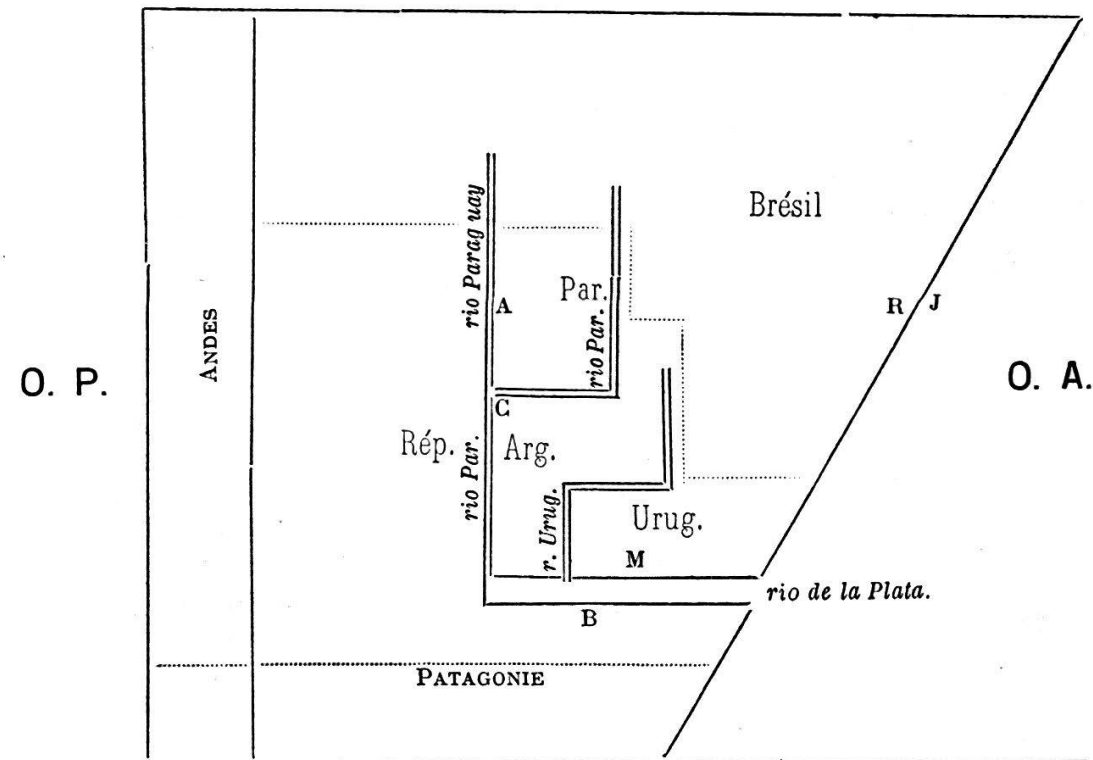 Brésil
rio Parag uay
Par.
rio Par.
A
R J
ANDES
O. P.
O. A.
C
Rép. Arg.
rio Par.
r. Urug.
Urug.
M
rio de la Plata.
B
PATAGONIE